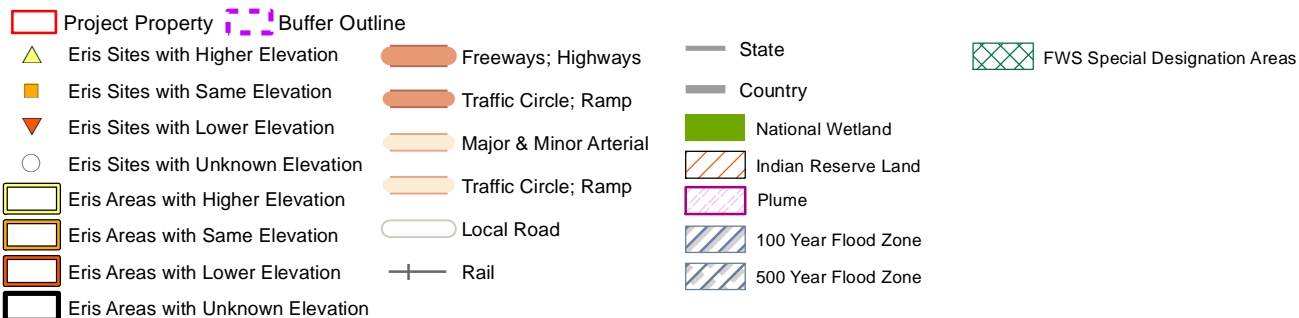 Project Property Buffer Outline
Eris Sites with Higher Elevation
Eris Sites with Same Elevation
Eris Sites with Lower Elevation
Eris Sites with Unknown Elevation
Eris Areas with Higher Elevation
Eris Areas with Same Elevation
Eris Areas with Lower Elevation
Eris Areas with Unknown Elevation
Freeways; Highways
Traffic Circle; Ramp
Major & Minor Arterial
Traffic Circle; Ramp
Local Road
Rail
State
Country
National Wetland
Indian Reserve Land
Plume
100 Year Flood Zone
500 Year Flood Zone
FWS Special Designation Areas